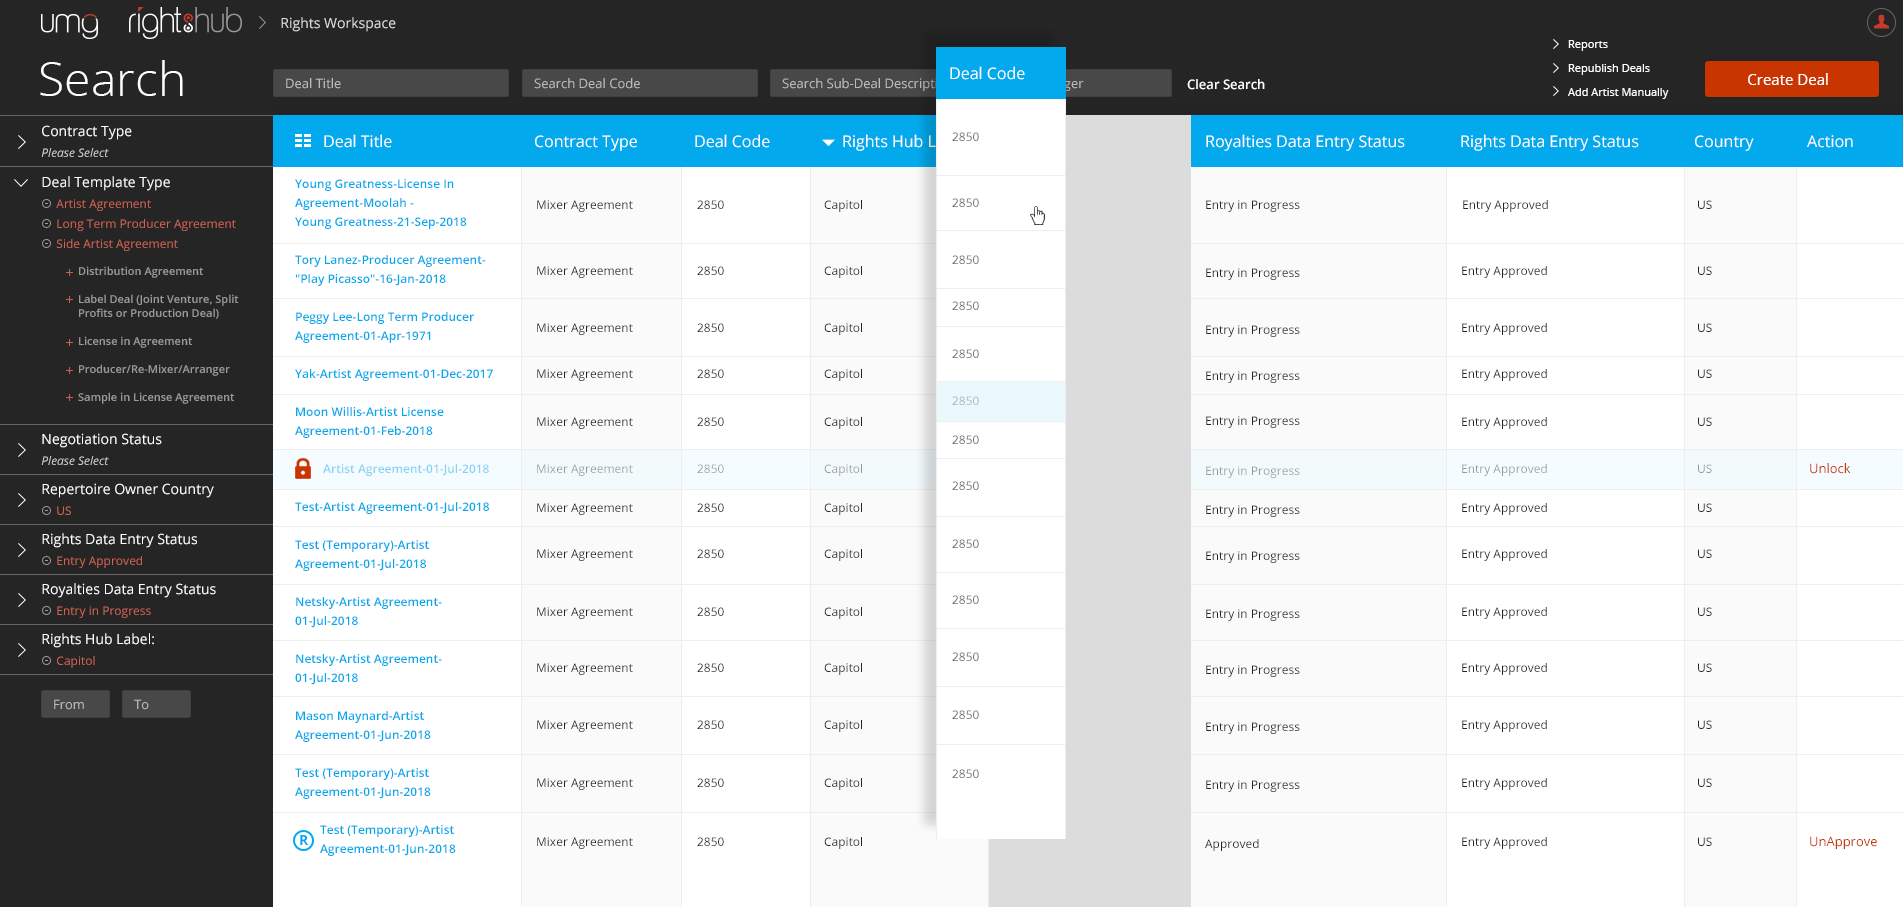 umg rightshub > Rights Workspace
Search
Deal Title
Search Deal Code
Search Sub-Deal Descript
ger
Clear Search
Reports
Republish Deals
Add Artist Manually
Create Deal
Contract Type
Please Select
Deal Template Type
Artist Agreement
Long Term Producer Agreement
Side Artist Agreement
+ Distribution Agreement
+ Label Deal (Joint Venture, Split
Profits or Production Deal)
+ License in Agreement
+ Producer/Re-Mixer/Arranger
+ Sample in License Agreement
Negotiation Status
Please Select
Repertoire Owner Country
US
Rights Data Entry Status
Entry Approved
Royalties Data Entry Status
Entry in Progress
Rights Hub Label:
Capitol
From To
Deal Title Contract Type Deal Code Rights Hub L Royalties Data Entry Status Rights Data Entry Status Country Action
Young Greatness-License In
Agreement-Moolah -
Young Greatness-21-Sep-2018
Mixer Agreement 2850 Capitol Entry in Progress Entry Approved US
Tory Lanez-Producer Agreement-
"Play Picasso"-16-Jan-2018
Mixer Agreement 2850 Capitol Entry in Progress Entry Approved US
Peggy Lee-Long Term Producer
Agreement-01-Apr-1971
Mixer Agreement 2850 Capitol Entry in Progress Entry Approved US
Yak-Artist Agreement-01-Dec-2017 Mixer Agreement 2850 Capitol Entry in Progress Entry Approved US
Moon Willis-Artist License
Agreement-01-Feb-2018
Mixer Agreement 2850 Capitol Entry in Progress Entry Approved US
Artist Agreement-01-Jul-2018 Mixer Agreement 2850 Capitol Entry in Progress Entry Approved US Unlock
Test-Artist Agreement-01-Jul-2018 Mixer Agreement 2850 Capitol Entry in Progress Entry Approved US
Test (Temporary)-Artist
Agreement-01-Jul-2018
Mixer Agreement 2850 Capitol Entry in Progress Entry Approved US
Netsky-Artist Agreement-
01-Jul-2018
Mixer Agreement 2850 Capitol Entry in Progress Entry Approved US
Netsky-Artist Agreement-
01-Jul-2018
Mixer Agreement 2850 Capitol Entry in Progress Entry Approved US
Mason Maynard-Artist
Agreement-01-Jun-2018
Mixer Agreement 2850 Capitol Entry in Progress Entry Approved US
Test (Temporary)-Artist
Agreement-01-Jun-2018
Mixer Agreement 2850 Capitol Entry in Progress Entry Approved US
R
Test (Temporary)-Artist
Agreement-01-Jun-2018
Mixer Agreement 2850 Capitol Approved Entry Approved US UnApprove
Deal Code
2850
2850
2850
2850
2850
2850
2850
2850
2850
2850
2850
2850
2850